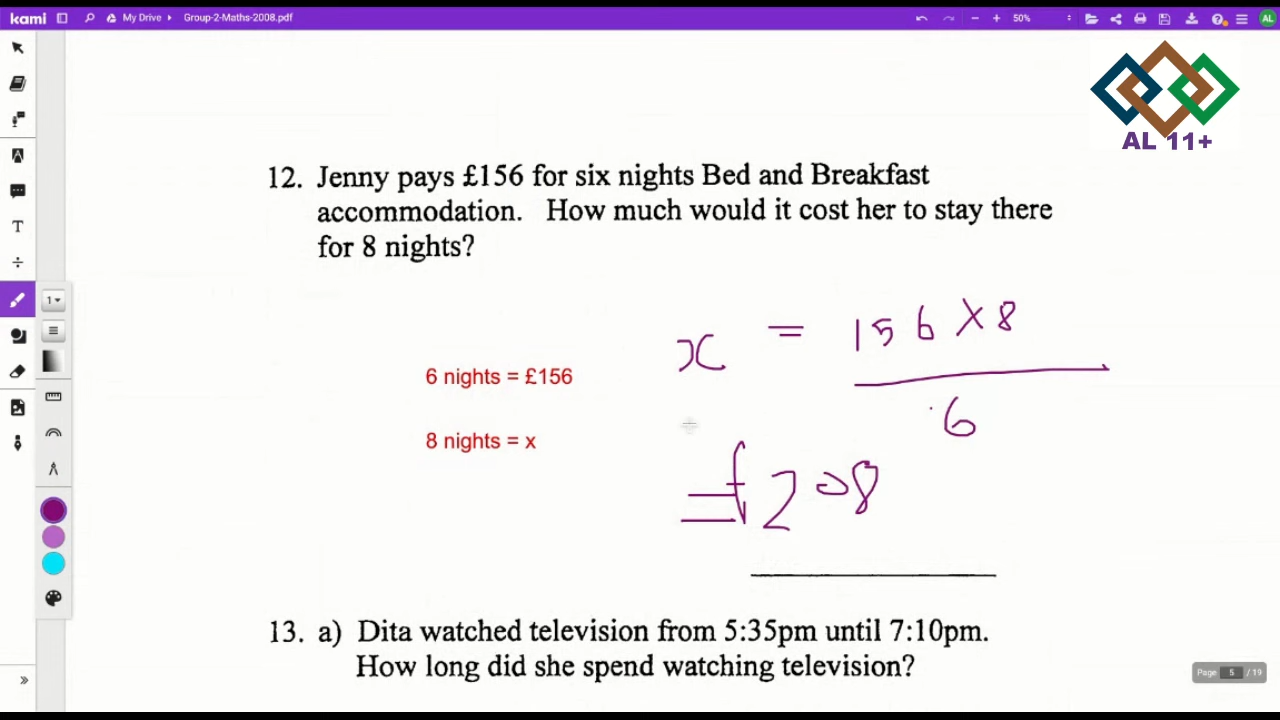 kami My Drive Group-2-Maths-2008.pdf 50% AL
AL 11+
12. Jenny pays £156 for six nights Bed and Breakfast
accommodation. How much would it cost her to stay there
for 8 nights?
1
T
x = 156 × 8
6 nights = £156
6
8 nights = x
= £208
13. a) Dita watched television from 5:35pm until 7:10pm.
How long did she spend watching television?
Page 5 / 19